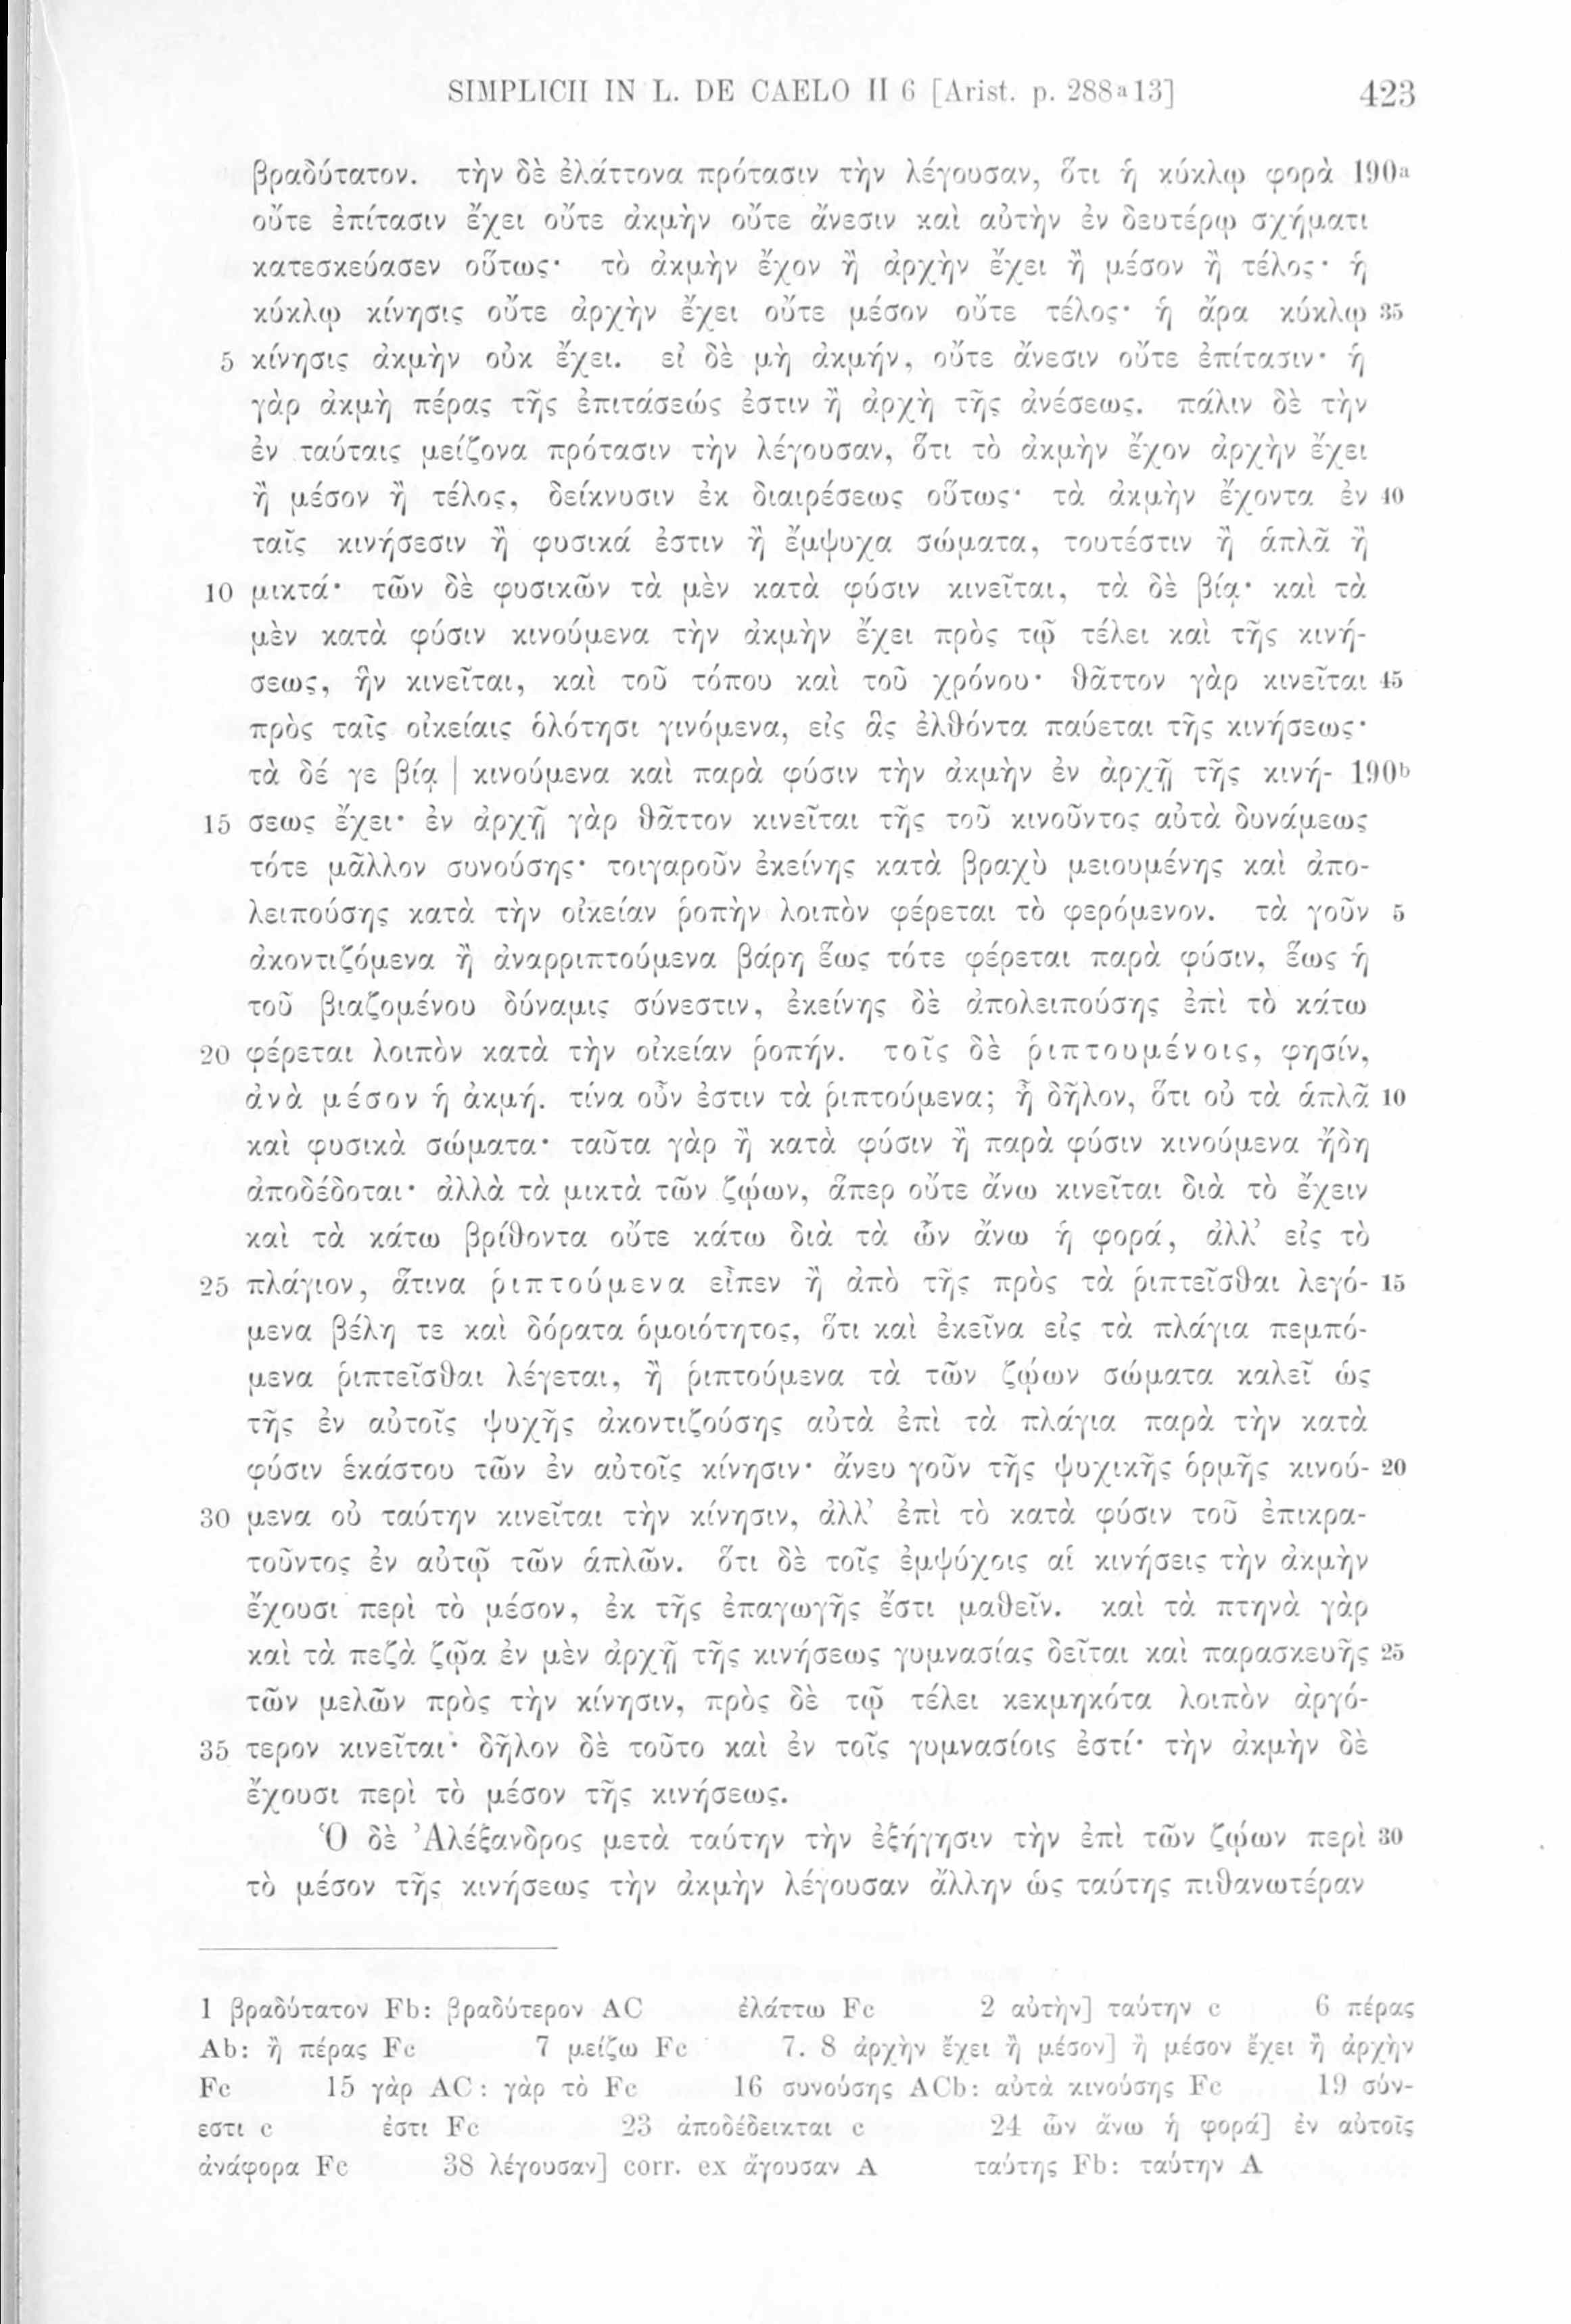 SIMPLICII IN L. DE CAELO II 6 [Arist. p. 288a13] 423
βραδύτατον. τὴν δὲ ἐλάττονα πρότασιν τὴν λέγουσαν, ὅτι ἡ κύκλῳ φορὰ 190a
οὔτε ἐπίτασιν ἔχει οὔτε ἀκμὴν οὔτε ἄνεσιν καὶ αὐτὴν ἐν δευτέρῳ σχήματι
κατεσκεύασεν οὕτως· τὸ ἀκμὴν ἔχον ἢ ἀρχὴν ἔχει ἢ μέσον ἢ τέλος· ἡ
κύκλῳ κίνησις οὔτε ἀρχὴν ἔχει οὔτε μέσον οὔτε τέλος· ἡ ἄρα κύκλῳ 35
5 κίνησις ἀκμὴν οὐκ ἔχει. εἰ δὲ μὴ ἀκμήν, οὔτε ἄνεσιν οὔτε ἐπίτασιν· ἡ
γὰρ ἀκμὴ πέρας τῆς ἐπιτάσεώς ἐστιν ἢ ἀρχὴ τῆς ἀνέσεως. πάλιν δὲ τὴν
ἐν ταύταις μείζονα πρότασιν τὴν λέγουσαν, ὅτι τὸ ἀκμὴν ἔχον ἀρχὴν ἔχει
ἢ μέσον ἢ τέλος, δείκνυσιν ἐκ διαιρέσεως οὕτως· τὰ ἀκμὴν ἔχοντα ἐν 40
ταῖς κινήσεσιν ἢ φυσικά ἐστιν ἢ ἔμψυχα σώματα, τουτέστιν ἢ ἁπλᾶ ἢ
10 μικτά· τῶν δὲ φυσικῶν τὰ μὲν κατὰ φύσιν κινεῖται, τὰ δὲ βίᾳ· καὶ τὰ
μὲν κατὰ φύσιν κινούμενα τὴν ἀκμὴν ἔχει πρὸς τῷ τέλει καὶ τῆς κινή-
σεως, ἣν κινεῖται, καὶ τοῦ τόπου καὶ τοῦ χρόνου· θᾶττον γὰρ κινεῖται 45
πρὸς ταῖς οἰκείαις ὁλότησι γινόμενα, εἰς ἃς ἐλθόντα παύεται τῆς κινήσεως·
τὰ δέ γε βίᾳ | κινούμενα καὶ παρὰ φύσιν τὴν ἀκμὴν ἐν ἀρχῇ τῆς κινή- 190b
15 σεως ἔχει· ἐν ἀρχῇ γὰρ θᾶττον κινεῖται τῆς τοῦ κινοῦντος αὐτὰ δυνάμεως
τότε μᾶλλον συνούσης· τοιγαροῦν ἐκείνης κατὰ βραχὺ μειουμένης καὶ ἀπο-
λειπούσης κατὰ τὴν οἰκείαν ῥοπὴν λοιπὸν φέρεται τὸ φερόμενον. τὰ γοῦν 5
ἀκοντιζόμενα ἢ ἀναρριπτούμενα βάρη ἕως τότε φέρεται παρὰ φύσιν, ἕως ἡ
τοῦ βιαζομένου δύναμις σύνεστιν, ἐκείνης δὲ ἀπολειπούσης ἐπὶ τὸ κάτω
20 φέρεται λοιπὸν κατὰ τὴν οἰκείαν ῥοπήν. τοῖς δὲ ῥιπτουμένοις, φησίν,
ἀνὰ μέσον ἡ ἀκμή. τίνα οὖν ἐστιν τὰ ῥιπτούμενα; ἢ δῆλον, ὅτι οὐ τὰ ἁπλᾶ 10
καὶ φυσικὰ σώματα· ταῦτα γὰρ ἢ κατὰ φύσιν ἢ παρὰ φύσιν κινούμενα ἤδη
ἀποδέδοται· ἀλλὰ τὰ μικτὰ τῶν ζῴων, ἅπερ οὔτε ἄνω κινεῖται διὰ τὸ ἔχειν
καὶ τὰ κάτω βρίθοντα οὔτε κάτω διὰ τὰ ὧν ἄνω ἡ φορά, ἀλλ’ εἰς τὸ
25 πλάγιον, ἅτινα ῥιπτούμενα εἶπεν ἢ ἀπὸ τῆς πρὸς τὰ ῥιπτεῖσθαι λεγό- 15
μενα βέλη τε καὶ δόρατα ὁμοιότητος, ὅτι καὶ ἐκεῖνα εἰς τὰ πλάγια πεμπό-
μενα ῥιπτεῖσθαι λέγεται, ἢ ῥιπτούμενα τὰ τῶν ζῴων σώματα καλεῖ ὡς
τῆς ἐν αὐτοῖς ψυχῆς ἀκοντιζούσης αὐτὰ ἐπὶ τὰ πλάγια παρὰ τὴν κατὰ
φύσιν ἑκάστου τῶν ἐν αὐτοῖς κίνησιν· ἄνευ γοῦν τῆς ψυχικῆς ὁρμῆς κινού- 20
30 μενα οὐ ταύτην κινεῖται τὴν κίνησιν, ἀλλ’ ἐπὶ τὸ κατὰ φύσιν τοῦ ἐπικρα-
τοῦντος ἐν αὐτῷ τῶν ἁπλῶν. ὅτι δὲ τοῖς ἐμψύχοις αἱ κινήσεις τὴν ἀκμὴν
ἔχουσι περὶ τὸ μέσον, ἐκ τῆς ἐπαγωγῆς ἔστι μαθεῖν. καὶ τὰ πτηνὰ γὰρ
καὶ τὰ πεζὰ ζῷα ἐν μὲν ἀρχῇ τῆς κινήσεως γυμνασίας δεῖται καὶ παρασκευῆς 25
τῶν μελῶν πρὸς τὴν κίνησιν, πρὸς δὲ τῷ τέλει κεκμηκότα λοιπὸν ἀργό-
35 τερον κινεῖται· δῆλον δὲ τοῦτο καὶ ἐν τοῖς γυμνασίοις ἐστί· τὴν ἀκμὴν δὲ
ἔχουσι περὶ τὸ μέσον τῆς κινήσεως.
Ὁ δὲ Ἀλέξανδρος μετὰ ταύτην τὴν ἐξήγησιν τὴν ἐπὶ τῶν ζῴων περὶ 30
τὸ μέσον τῆς κινήσεως τὴν ἀκμὴν λέγουσαν ἄλλην ὡς ταύτης πιθανωτέραν
1 βραδύτατον Fb: βραδύτερον AC ἐλάττω Fc 2 αὐτὴν] ταύτην c 6 πέρας
Ab: ἢ πέρας Fc 7 μείζω Fc 7. 8 ἀρχὴν ἔχει ἢ μέσον] ἢ μέσον ἔχει ἢ ἀρχὴν
Fc 15 γὰρ AC: γὰρ τὸ Fc 16 συνούσης ACb: αὐτὰ κινούσης Fc 19 σύν-
εστι c ἐστι Fc 23 ἀποδέδεικται c 24 ὧν ἄνω ἡ φορά] ἐν αὐτοῖς
ἀνάφορα Fc 38 λέγουσαν] corr. ex ἄγουσαν A ταύτης Fb: ταύτην A